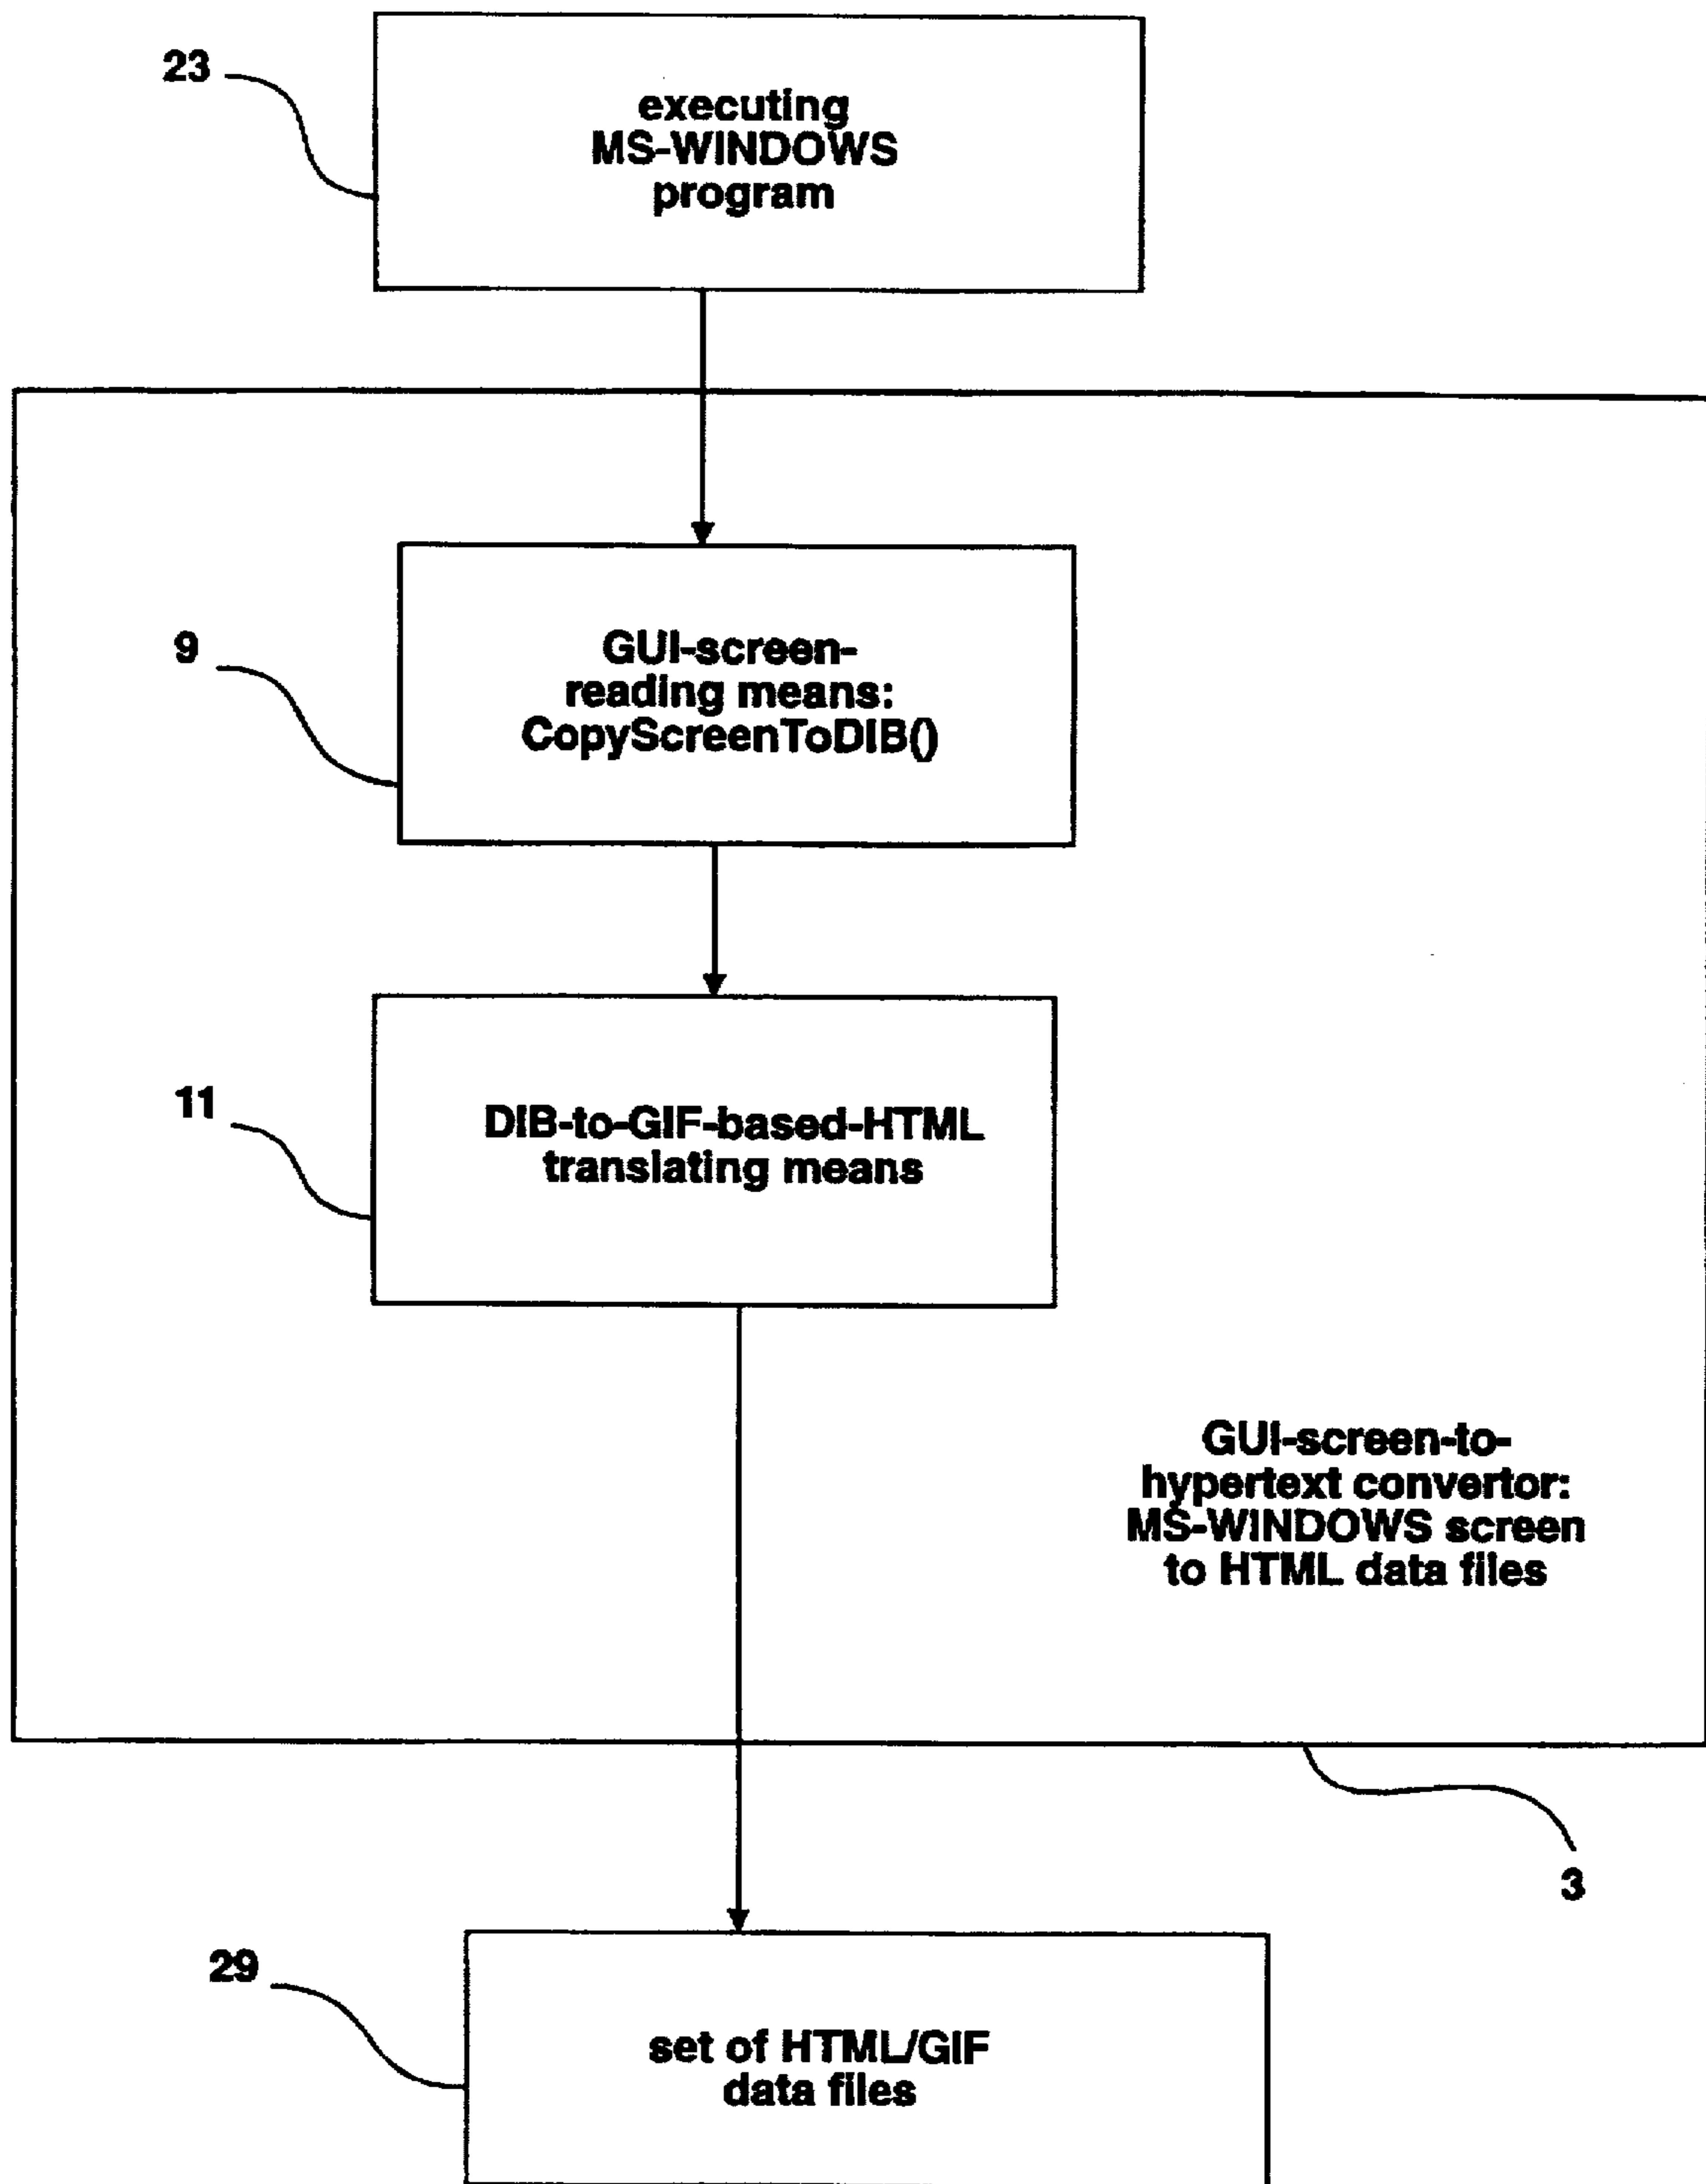 23
executing
MS-WINDOWS
program
9
GUI-screen-
reading means:
CopyScreenToDIB()
11
DIB-to-GIF-based-HTML
translating means
GUI-screen-to-
hypertext convertor:
MS-WINDOWS screen
to HTML data files
3
29
set of HTML/GIF
data files